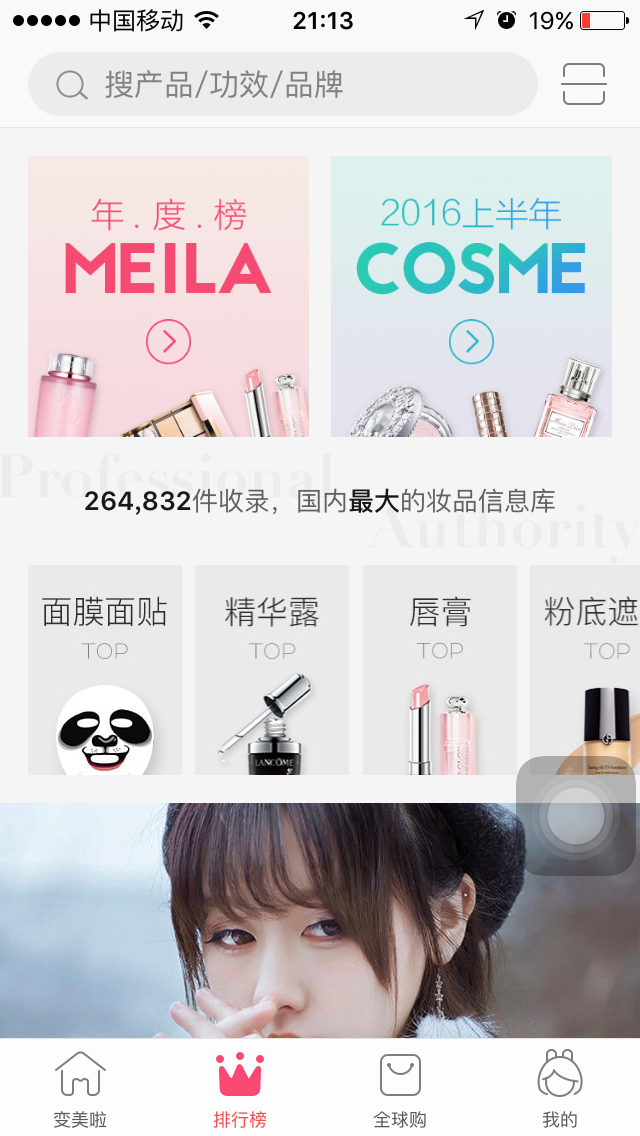 中国移动 21:13 19%
搜产品/功效/品牌
年.度.榜
MEILA
2016上半年
COSME
Professional
264,832件收录，国内最大的妆品信息库
Authority
面膜面贴 精华露 唇膏 粉底遮
TOP TOP TOP TOP
LANCÔME
变美啦 排行榜 全球购 我的